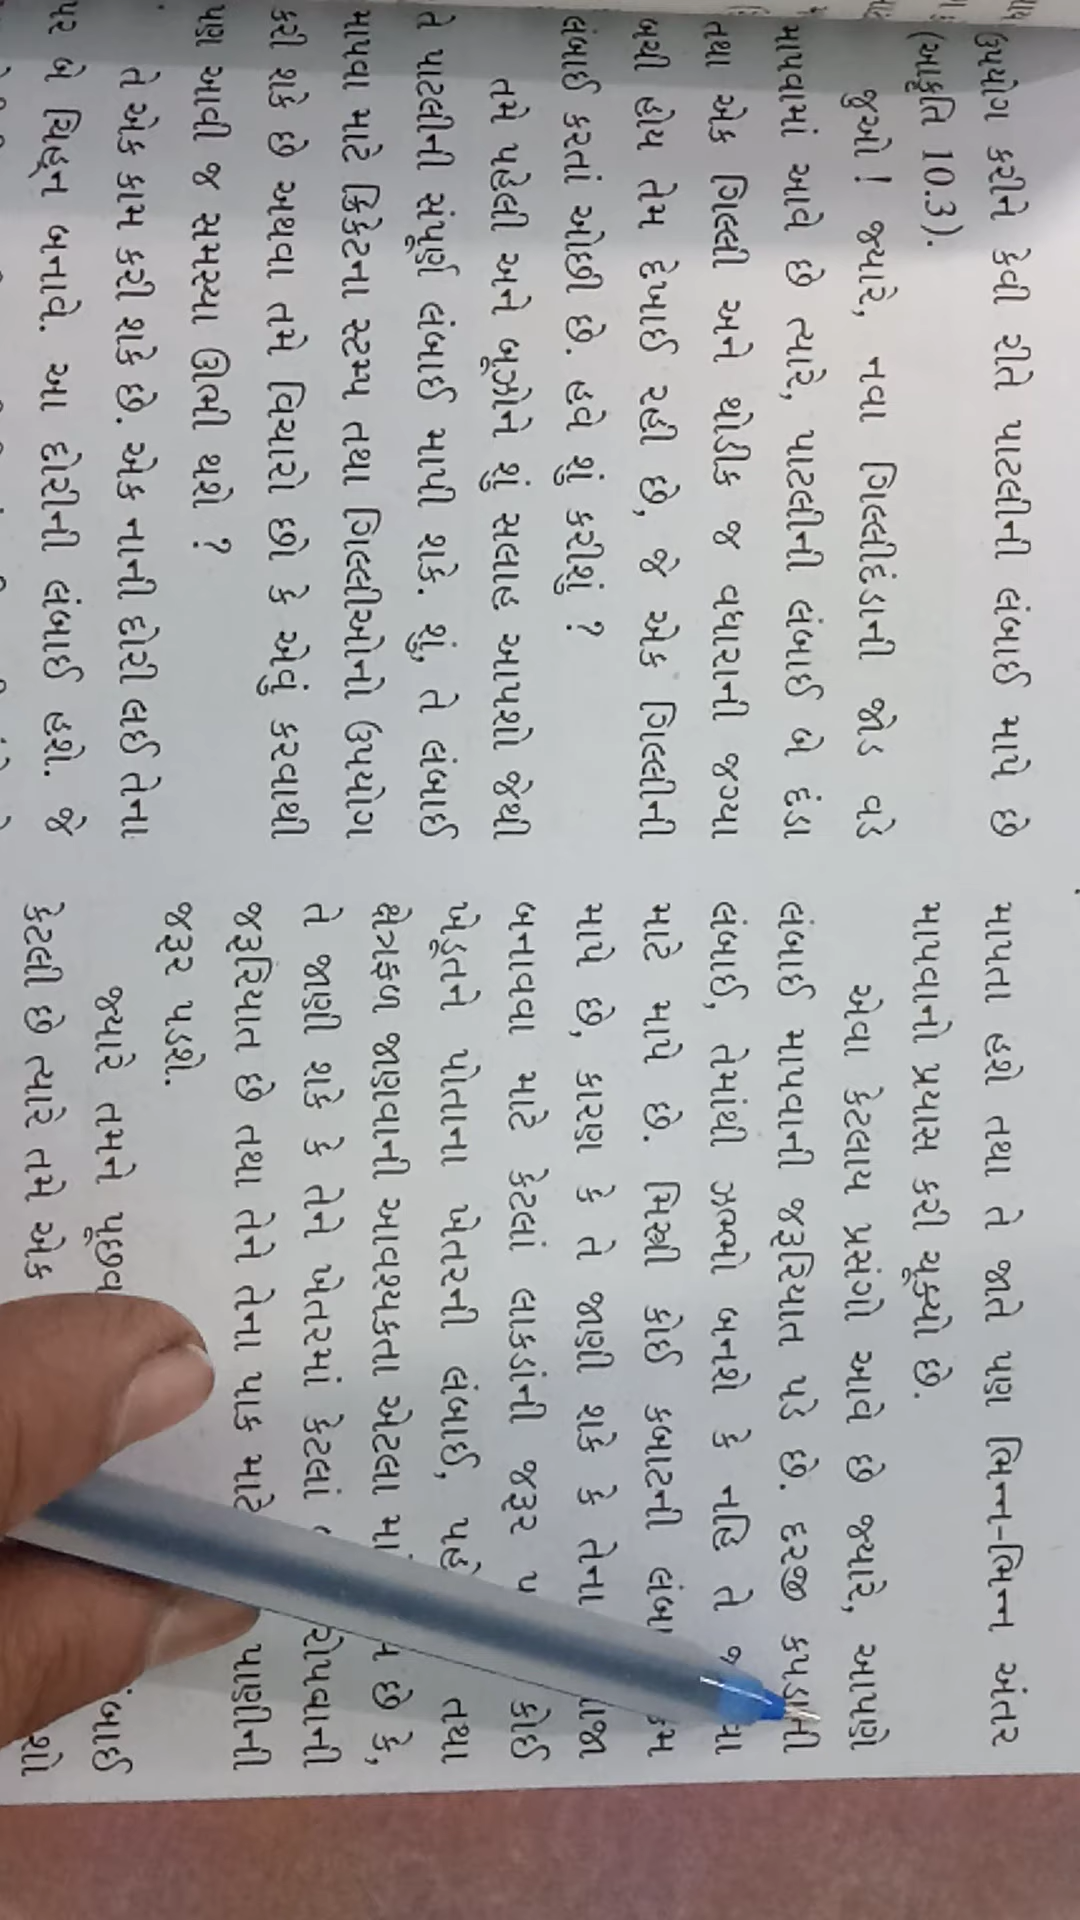 ઉપયોગ કરીને કેવી રીતે પાટલીની લંબાઈ માપે છે
(આકૃતિ 10.3).
જુઓ! જ્યારે, નવા ગિલ્લીદંડાની જોડ વડે
માપવામાં આવે છે ત્યારે, પાટલીની લંબાઈ બે દંડા
તથા એક ગિલ્લી અને થોડીક જ વધારાની જગ્યા
બચી હોય તેમ દેખાઈ રહી છે, જે એક ગિલ્લીની
લંબાઈ કરતાં ઓછી છે. હવે શું કરીશું ?
તમે પહેલી અને બૂઝોને શું સલાહ આપશો જેથી
તે પાટલીની સંપૂર્ણ લંબાઈ માપી શકે. શું, તે લંબાઈ
માપવા માટે ક્રિકેટના સ્ટમ્પ તથા ગિલ્લીઓનો ઉપયોગ
કરી શકે છે અથવા તમે વિચારો છો કે એવું કરવાથી
પણ આવી જ સમસ્યા ઊભી થશે ?
તે એક કામ કરી શકે છે. એક નાની દોરી લઈ તેના
પર બે ચિહ્ન બનાવે. આ દોરીની લંબાઈ હશે. જે
માપતા હશે તથા તે જાતે પણ ભિન્ન-ભિન્ન અંતર
માપવાનો પ્રયાસ કરી ચૂક્યો છે.
એવા કેટલાય પ્રસંગો આવે છે જ્યારે, આપણે
લંબાઈ માપવાની જરૂરિયાત પડે છે. દરજી કપડાની
લંબાઈ, તેમાંથી ઝભ્ભો બનશે કે નહિ તે
માટે માપે છે. મિસ્ત્રી કોઈ કબાટની
માપે છે, કારણ કે તે જાણી શકે કે તેના
બનાવવા માટે કેટલાં લાકડાંની જરૂર કોઈ
ખેડૂતને પોતાના ખેતરની લંબાઈ, તથા
ક્ષેત્રફળ જાણવાની આવશ્યકતા એટલા છે કે,
તે જાણી શકે કે તેને ખેતરમાં કેટલાં રોપવાની
જરૂરિયાત છે તથા તેને તેના પાક માટે પાણીની
જરૂર પડશે.
જ્યારે તમને
કેટલી છે ત્યારે તમે એક